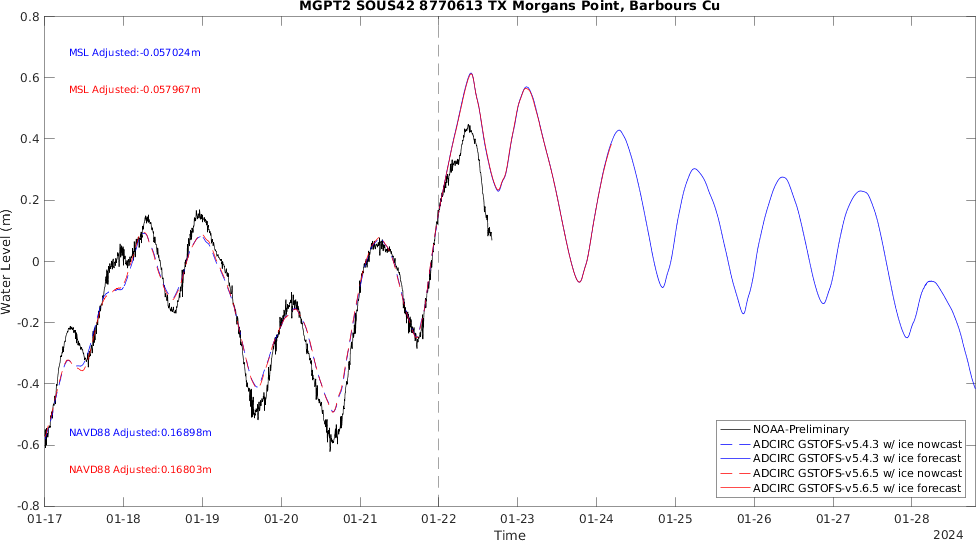 MGPT2 SOUS42 8770613 TX Morgans Point, Barbours Cu
0.8
0.6
0.4
0.2
0
-0.2
-0.4
-0.6
-0.8
Water Level (m)
MSL Adjusted:-0.057024m
MSL Adjusted:-0.057967m
NAVD88 Adjusted:0.16898m
NAVD88 Adjusted:0.16803m
NOAA-Preliminary
ADCIRC GSTOFS-v5.4.3 w/ ice nowcast
ADCIRC GSTOFS-v5.4.3 w/ ice forecast
ADCIRC GSTOFS-v5.6.5 w/ ice nowcast
ADCIRC GSTOFS-v5.6.5 w/ ice forecast
01-17 01-18 01-19 01-20 01-21 01-22 01-23 01-24 01-25 01-26 01-27 01-28
Time
2024